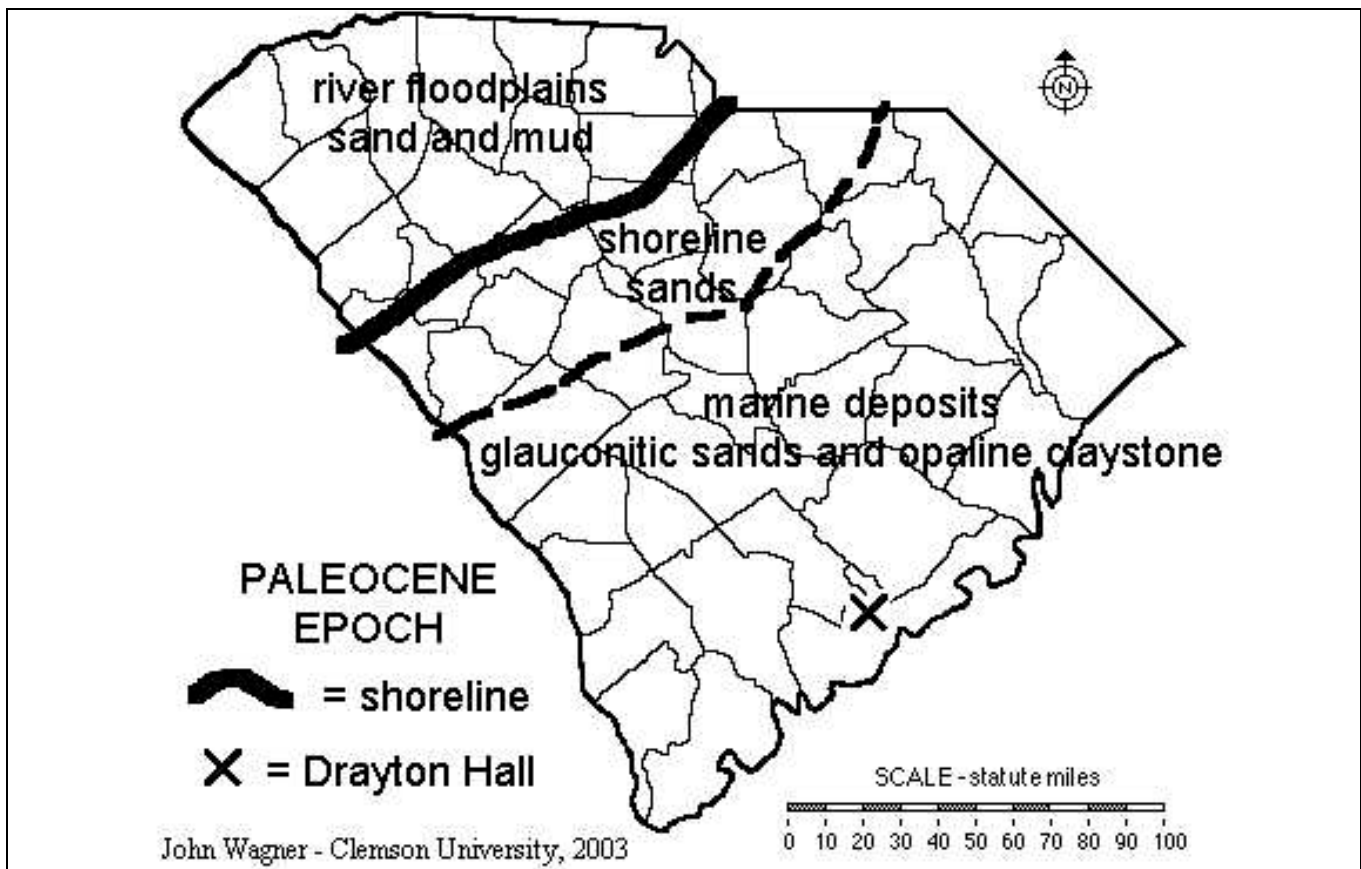 river floodplains
sand and mud
N
shoreline
sands
marine deposits
glauconitic sands and opaline claystone
PALEOCENE
EPOCH
= shoreline
X = Drayton Hall
SCALE - statute miles
0 10 20 30 40 50 60 70 80 90 100
John Wagner - Clemson University, 2003